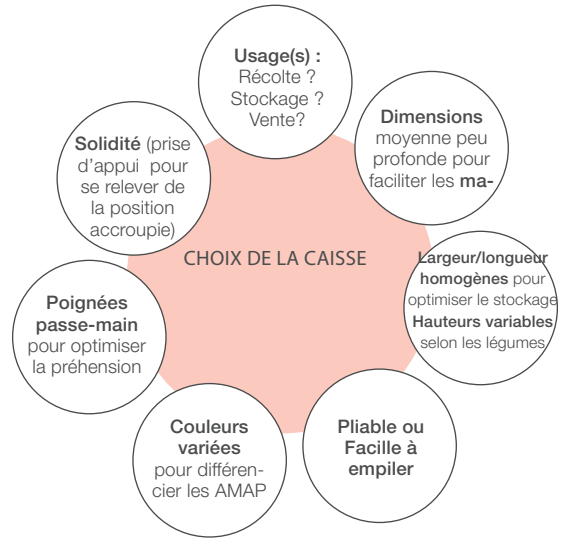 Usage(s) :
Récolte ?
Stockage ?
Vente?
Dimensions
moyenne peu
profonde pour
faciliter les ma-
Largeur/longueur
homogènes pour
optimiser le stockage
Hauteurs variables
selon les légumes
Pliable ou
Facille à
empiler
Couleurs
variées
pour différen-
cier les AMAP
Poignées
passe-main
pour optimiser
la préhension
Solidité (prise
d'appui pour
se relever de
la position
accroupie)
CHOIX DE LA CAISSE